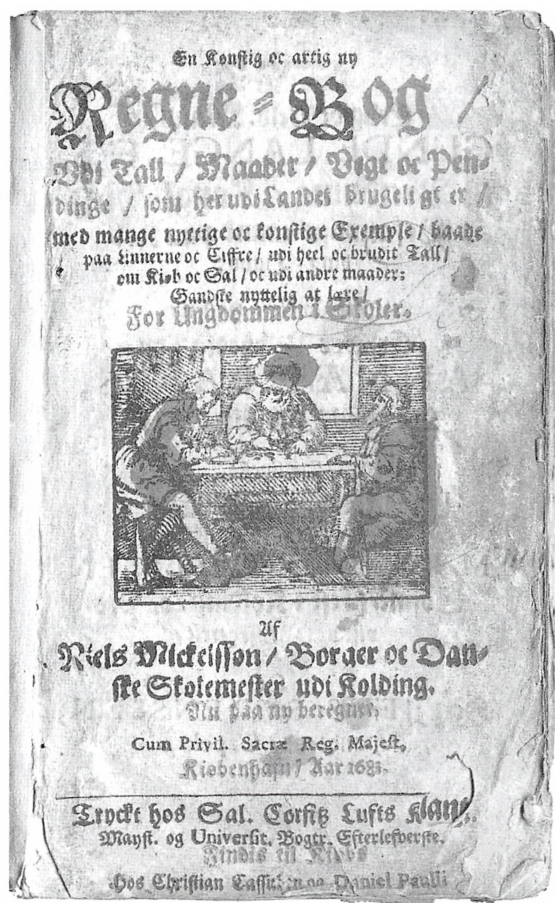 En Konstig oc artig ny
Regne-Bog /
Udi Tall / Maader / Vegt oc Pen-
dinge / som her udi Landet brugeligt er /
med mange nyttige oc konstige Exemple / baade
paa Linnerne oc Ciffre / udi heel oc brudit Tall /
om Kiøb oc Sal / oc udi andre maader;
Gandske nyttelig at lære /
For Ungdommen i Skoler.
Af
Niels Mickelssøn / Borger oc Dan-
ske Skolemester udi Kolding.
Nu paa ny beregnet.
Cum Privil. Sacræ Reg. Majest.
Kiøbenhafn / Aar 1683.
Tryckt hos Sal. Corfitz Lufts
Mayst. og Universit. Bogtr. Efterlefverske.
Findis til Kiøbs
hos Christian Daniel Paulli